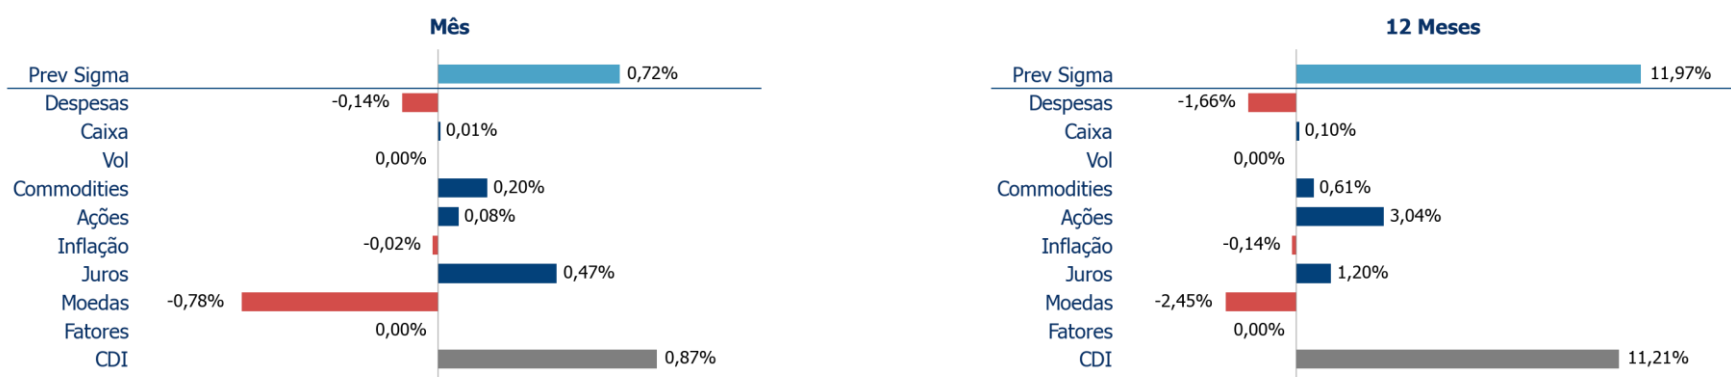 Mês
Prev Sigma 0,72%
Despesas -0,14%
Caixa 0,01%
Vol 0,00%
Commodities 0,20%
Ações 0,08%
Inflação -0,02%
Juros 0,47%
Moedas -0,78%
Fatores 0,00%
CDI 0,87%
12 Meses
Prev Sigma 11,97%
Despesas -1,66%
Caixa 0,10%
Vol 0,00%
Commodities 0,61%
Ações 3,04%
Inflação -0,14%
Juros 1,20%
Moedas -2,45%
Fatores 0,00%
CDI 11,21%